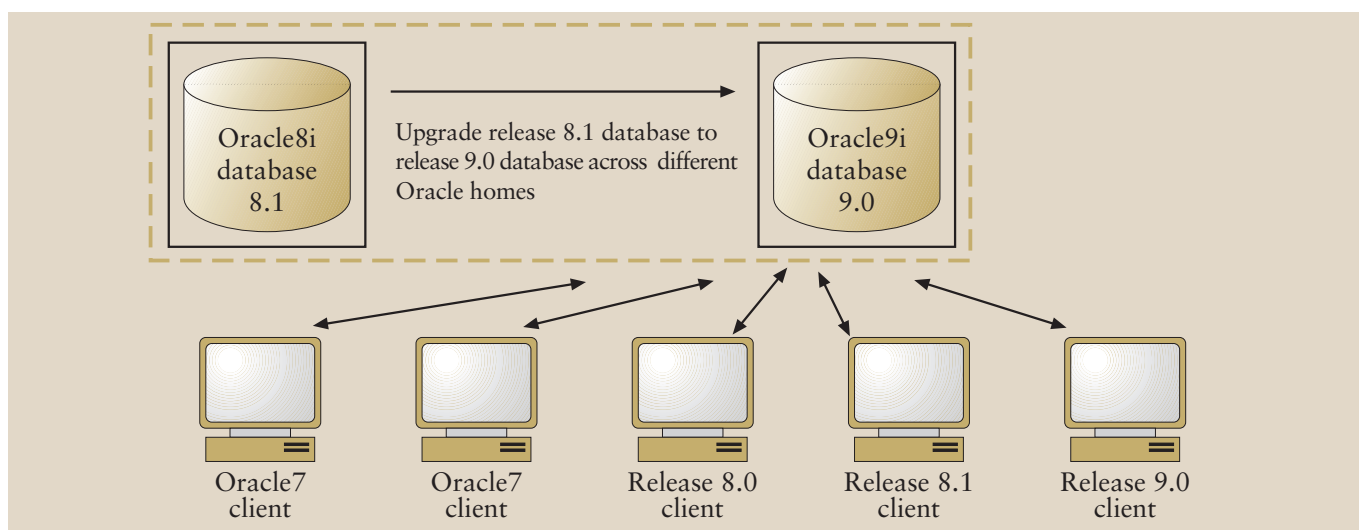 Oracle8i
database
8.1
Upgrade release 8.1 database to
release 9.0 database across different
Oracle homes
Oracle9i
database
9.0
Oracle7
client
Oracle7
client
Release 8.0
client
Release 8.1
client
Release 9.0
client